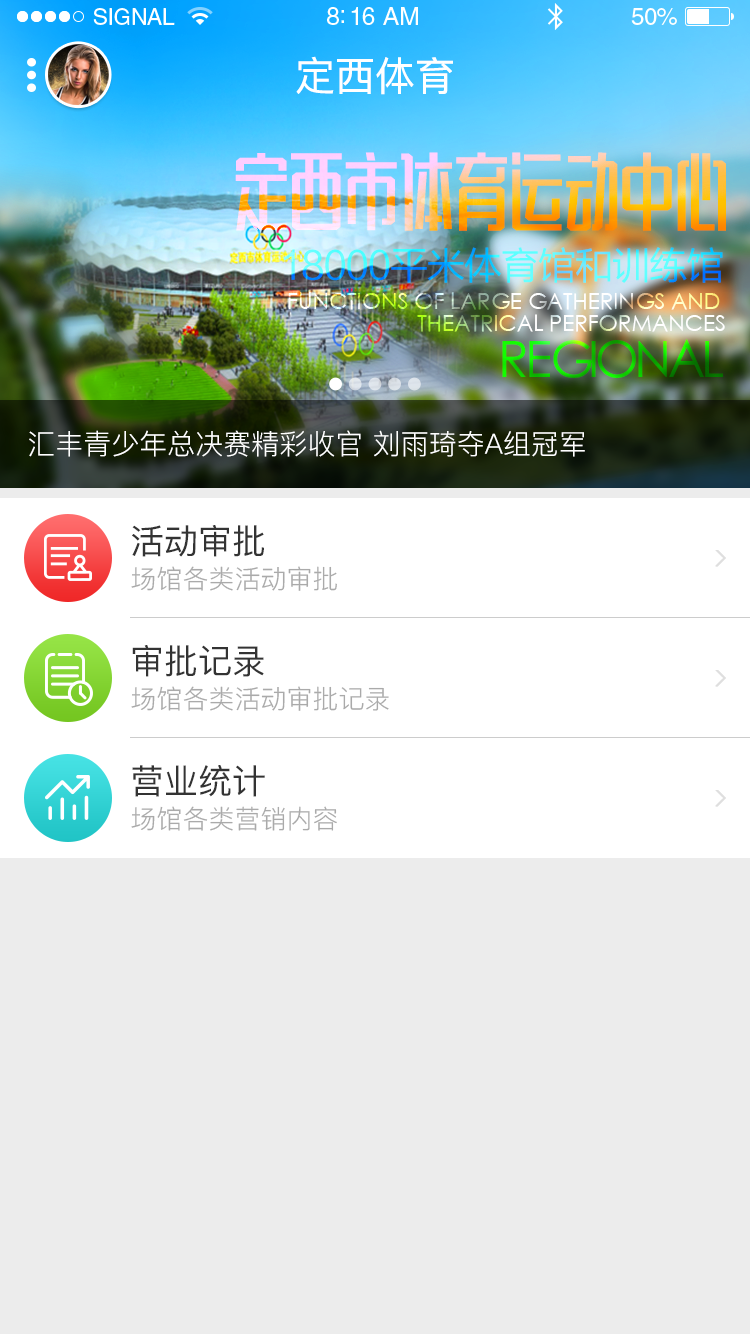 SIGNAL
8:16 AM
50%
定西体育
定西市体育运动中心
18000平米体育馆和训练馆
FUNCTIONS OF LARGE GATHERINGS AND
THEATRICAL PERFORMANCES
REGIONAL
汇丰青少年总决赛精彩收官 刘雨琦夺A组冠军
活动审批
场馆各类活动审批
审批记录
场馆各类活动审批记录
营业统计
场馆各类营销内容